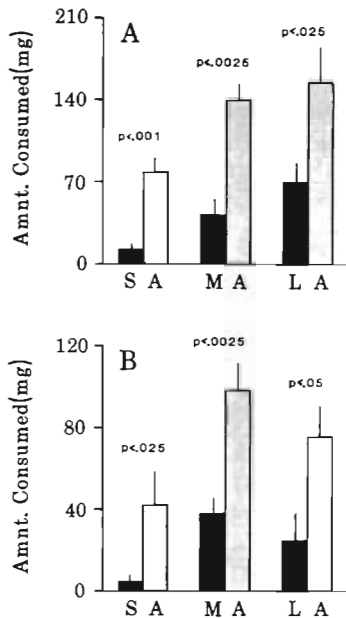 A
Amnt. Consumed(mg)
210
140
70
0
p<.001
p<.0025
p<.025
S A M A L A
B
Amnt. Consumed(mg)
120
80
40
0
p<.025
p<.0025
p<.05
S A M A L A